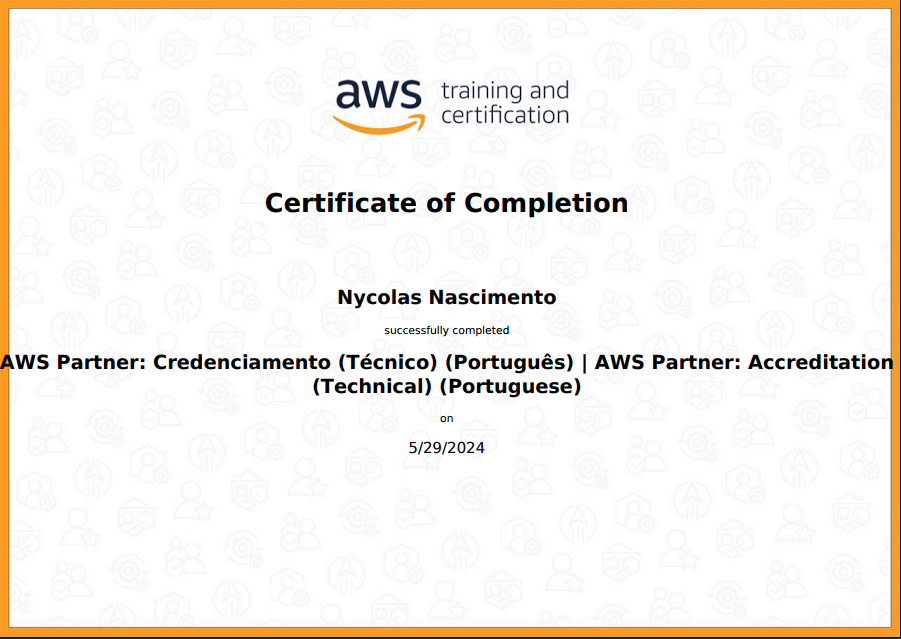 aws training and
certification
Certificate of Completion
Nycolas Nascimento
successfully completed
AWS Partner: Credenciamento (Técnico) (Português) | AWS Partner: Accreditation
(Technical) (Portuguese)
on
5/29/2024